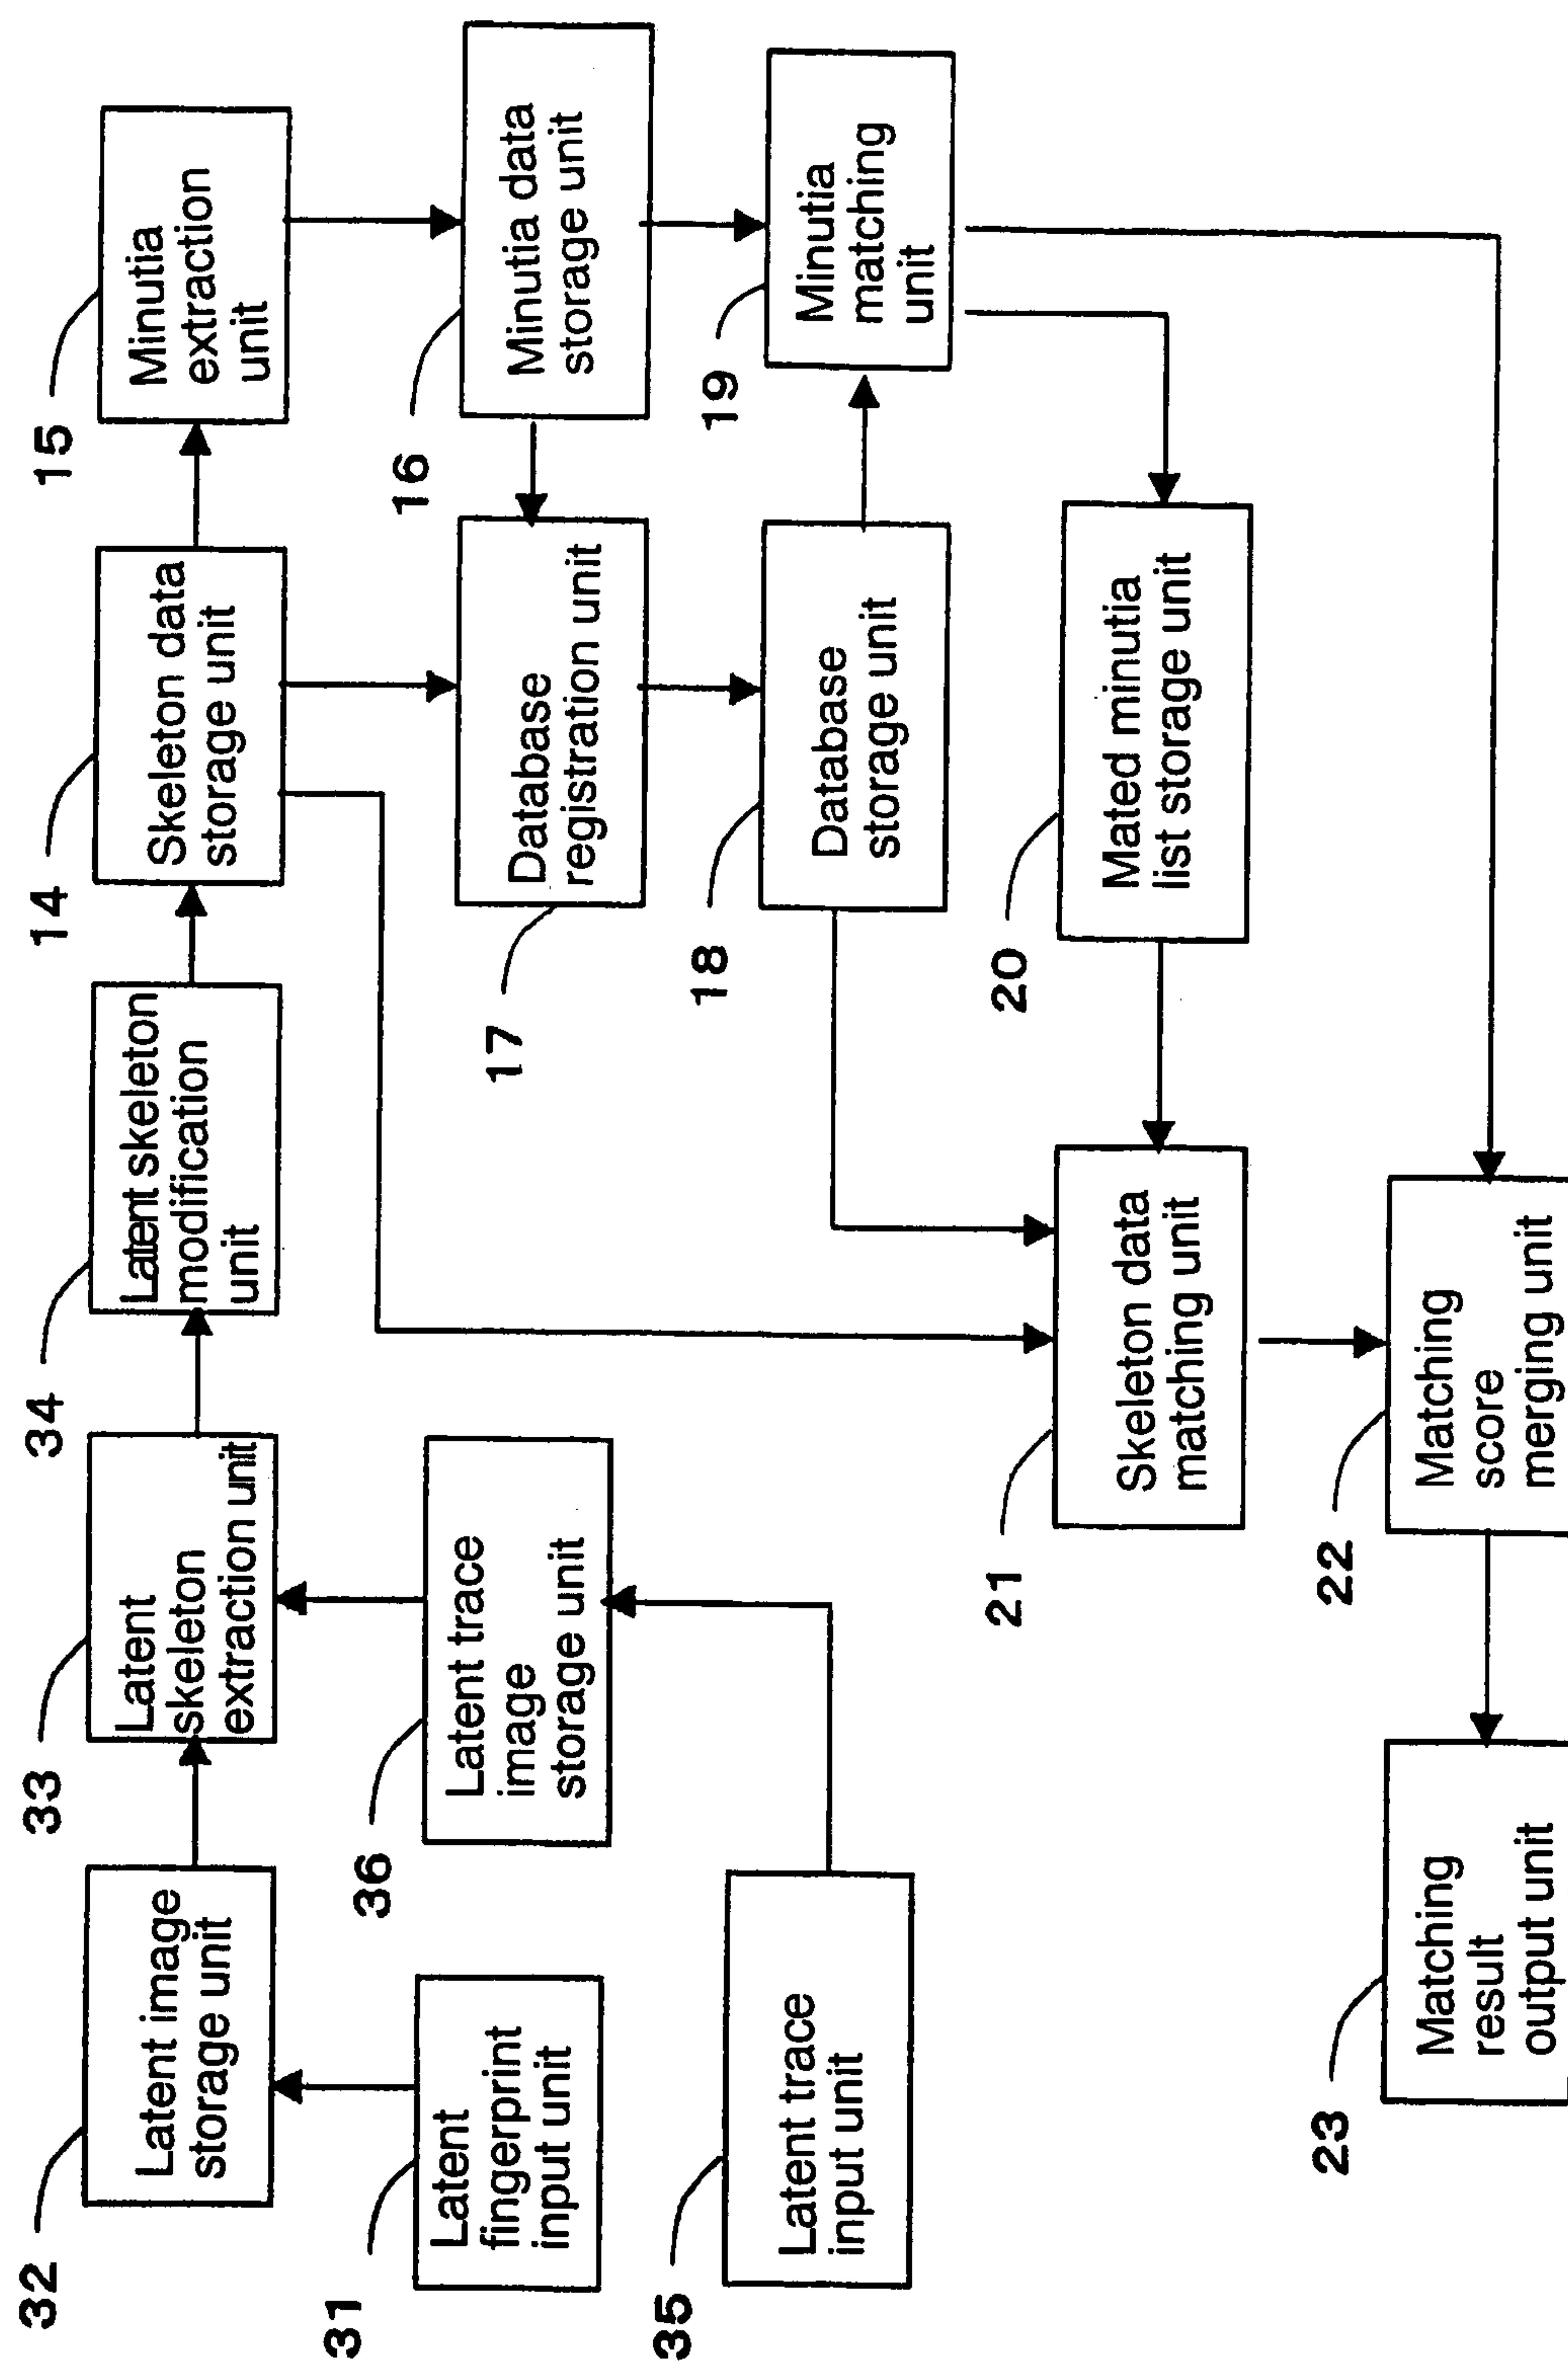 32
Latent image
storage unit
33
Latent
skeleton
extraction unit
34
Latent skeleton
modification
unit
14
Skeleton data
storage unit
15
Minutia
extraction
unit
31
Latent
fingerprint
input unit
36
Latent trace
image
storage unit
17
Database
registration unit
16
Minutia data
storage unit
35
Latent trace
input unit
18
Database
storage unit
19
Minutia
matching
unit
21
Skeleton data
matching unit
20
Mated minutia
list storage unit
23
Matching
result
output unit
22
Matching
score
merging unit